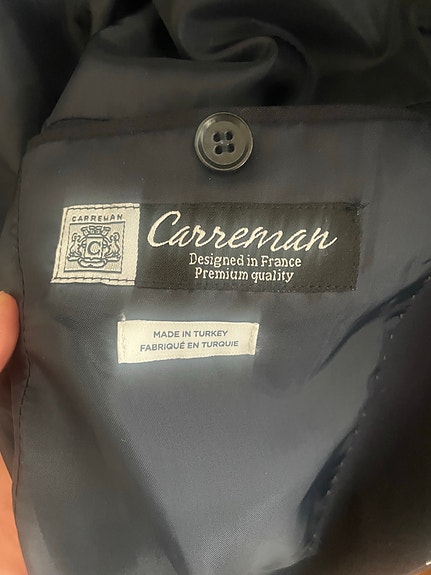 CARREMAN
C
Carreman
Designed in France
Premium quality
MADE IN TURKEY
FABRIQUÉ EN TURQUIE